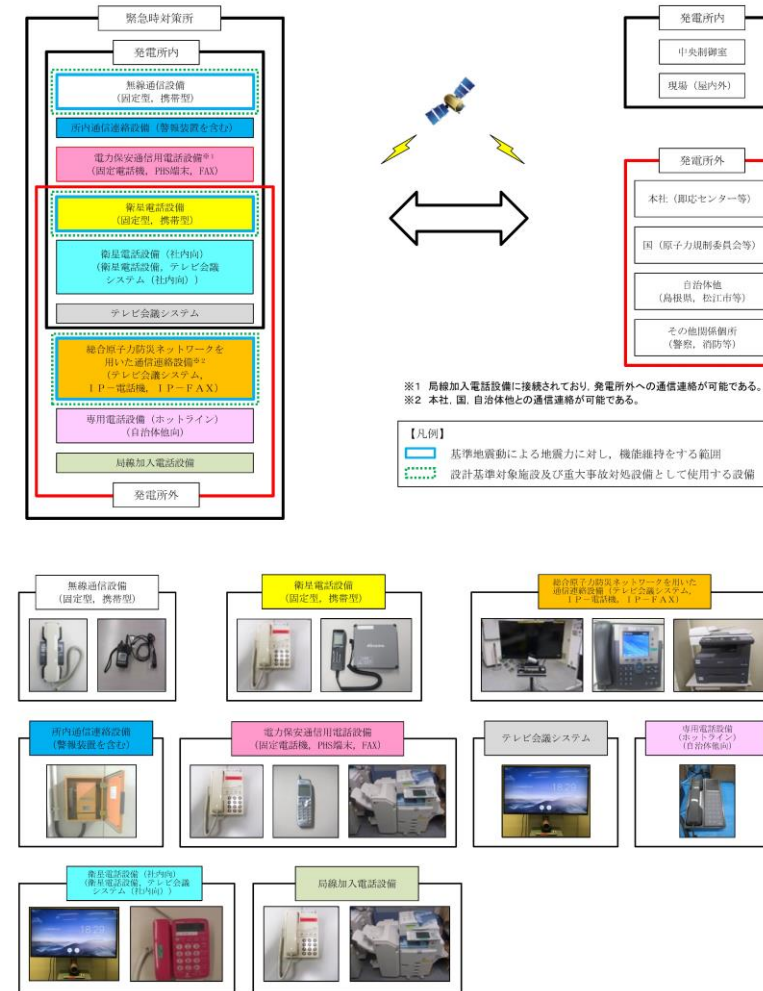 緊急時対策所
発電所内
無線通信設備
(固定型，携帯型)
所内通信連絡設備（警報装置を含む）
電力保安通信用電話設備※1
(固定電話機，PHS端末，FAX)
衛星電話設備
(固定型，携帯型)
衛星電話設備（社内向）
(衛星電話設備，テレビ会議
システム（社内向）)
テレビ会議システム
総合原子力防災ネットワークを
用いた通信連絡設備※2
(テレビ会議システム，
ＩＰ－電話機，ＩＰ－ＦＡＸ)
専用電話設備（ホットライン）
(自治体他向)
局線加入電話設備
発電所外
発電所内
中央制御室
現場（屋内外）
発電所外
本社（即応センター等）
国（原子力規制委員会等）
自治体他
(島根県，松江市等)
その他関係個所
(警察，消防等)
※1 局線加入電話設備に接続されており，発電所外への通信連絡が可能である。
※2 本社，国，自治体他との通信連絡が可能である。
【凡例】
基準地震動による地震力に対し，機能維持をする範囲
設計基準対象施設及び重大事故対処設備として使用する設備
無線通信設備
(固定型，携帯型)
衛星電話設備
(固定型，携帯型)
総合原子力防災ネットワークを用いた
通信連絡設備（テレビ会議システム，
ＩＰ－電話機，ＩＰ－ＦＡＸ）
所内通信連絡設備
(警報装置を含む)
電力保安通信用電話設備
(固定電話機，PHS端末，FAX)
テレビ会議システム
専用電話設備
(ホットライン)
(自治体他向)
衛星電話設備（社内向）
(衛星電話設備，テレビ会議
システム（社内向）)
局線加入電話設備